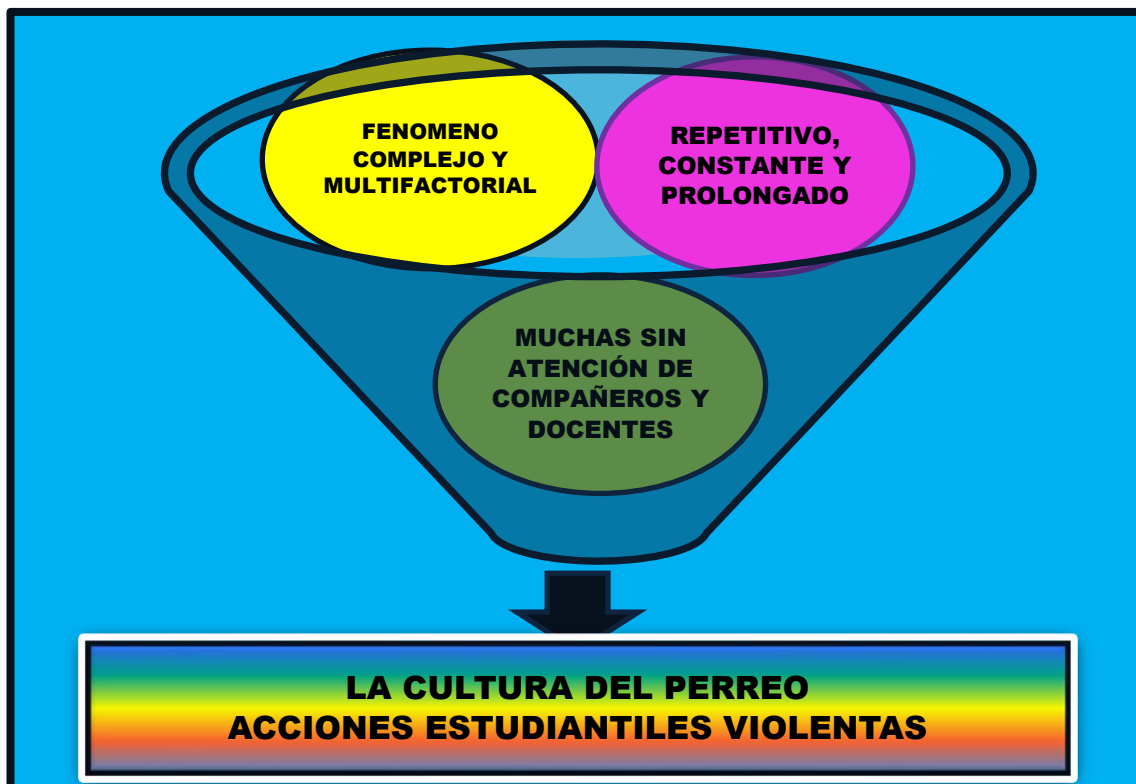 FENOMENO
COMPLEJO Y
MULTIFACTORIAL
REPETITIVO,
CONSTANTE Y
PROLONGADO
MUCHAS SIN
ATENCIÓN DE
COMPAÑEROS Y
DOCENTES
LA CULTURA DEL PERREO
ACCIONES ESTUDIANTILES VIOLENTAS